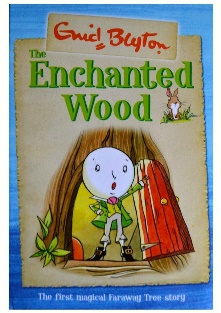 Enid Blyton
The
Enchanted
Wood
The first magical Faraway Tree story